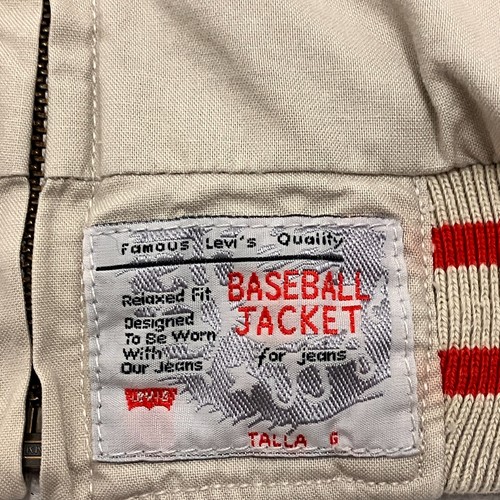 Famous Levi's Quality
Relaxed Fit
Designed
To Be Worn
With
Our Jeans
BASEBALL
JACKET
for jeans
LEVI'S
TALLA G